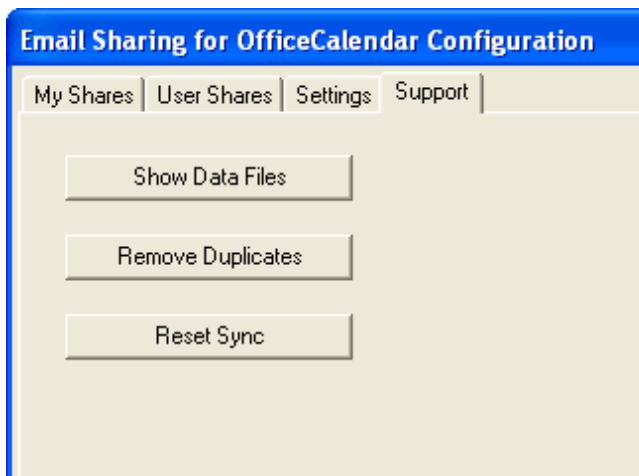 Email Sharing for OfficeCalendar Configuration
My Shares User Shares Settings Support
Show Data Files
Remove Duplicates
Reset Sync